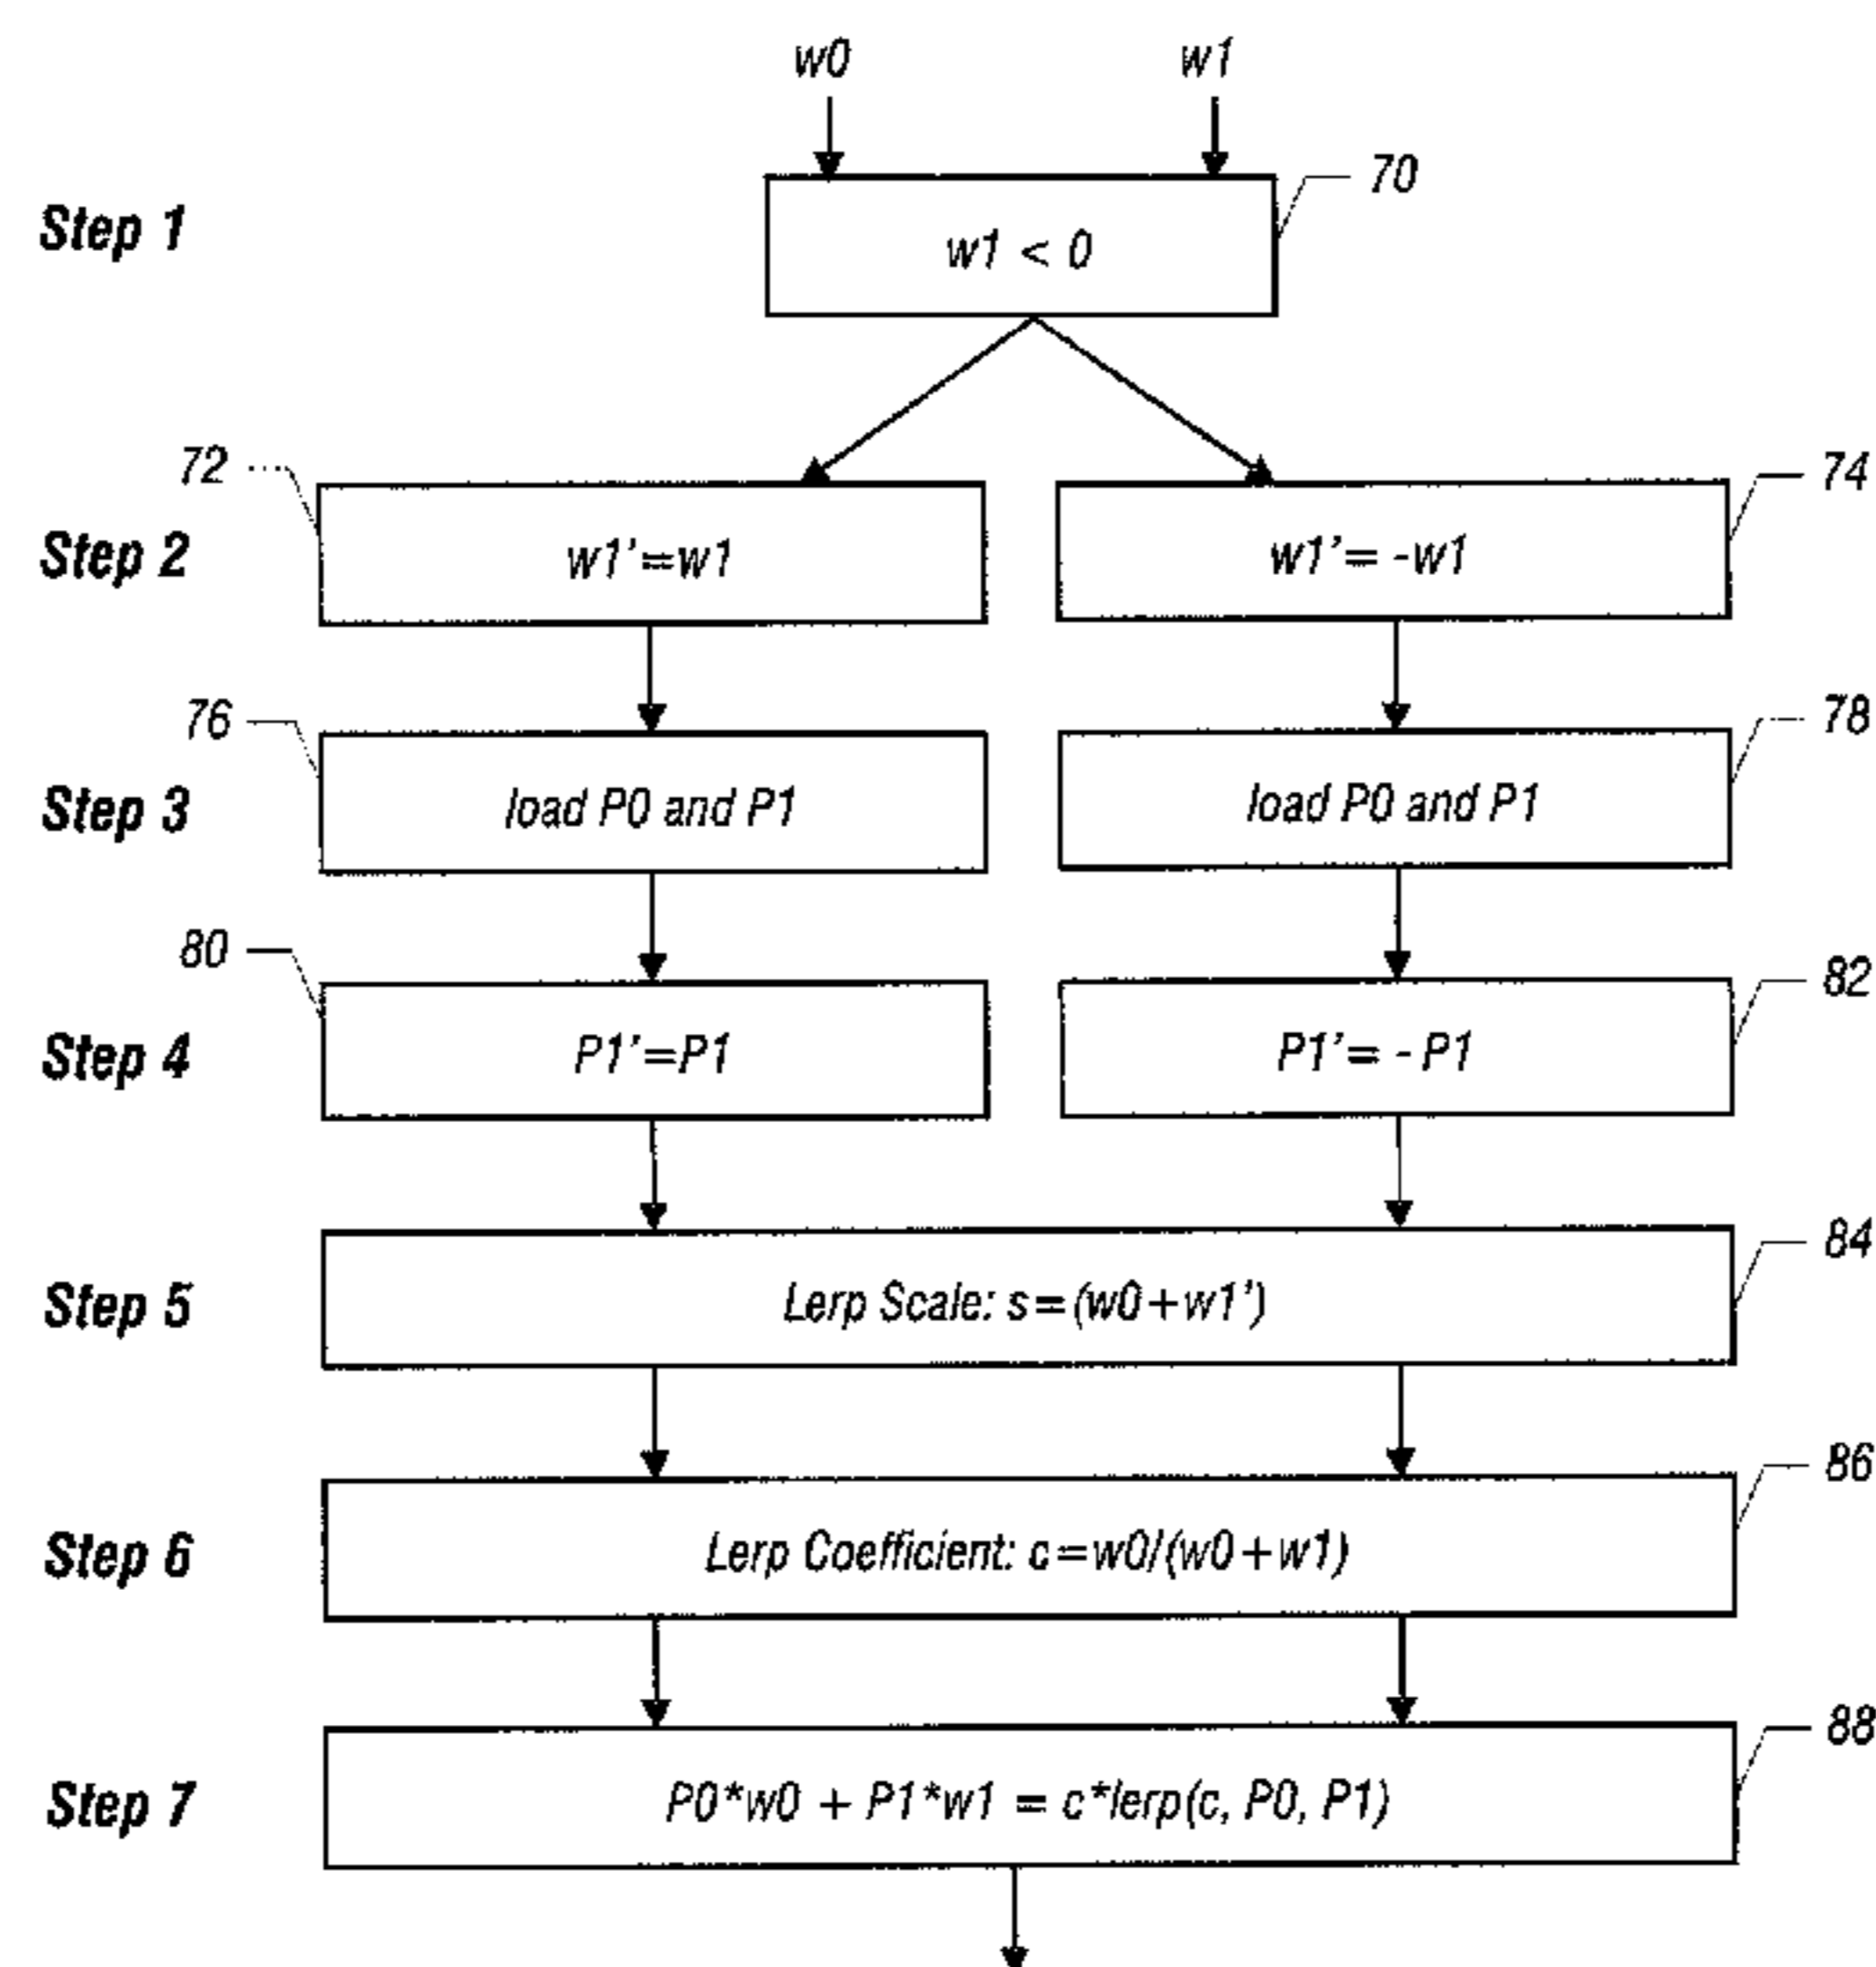 w0 w1
Step 1
w1 < 0
70
Step 2
72
w1'=w1
w1'= -w1
74
Step 3
76
load P0 and P1
load P0 and P1
78
Step 4
80
P1'=P1
P1'= - P1
82
Step 5
Lerp Scale: s=(w0+w1')
84
Step 6
Lerp Coefficient: c=w0/(w0+w1)
86
Step 7
P0*w0 + P1*w1 = c*lerp(c, P0, P1)
88